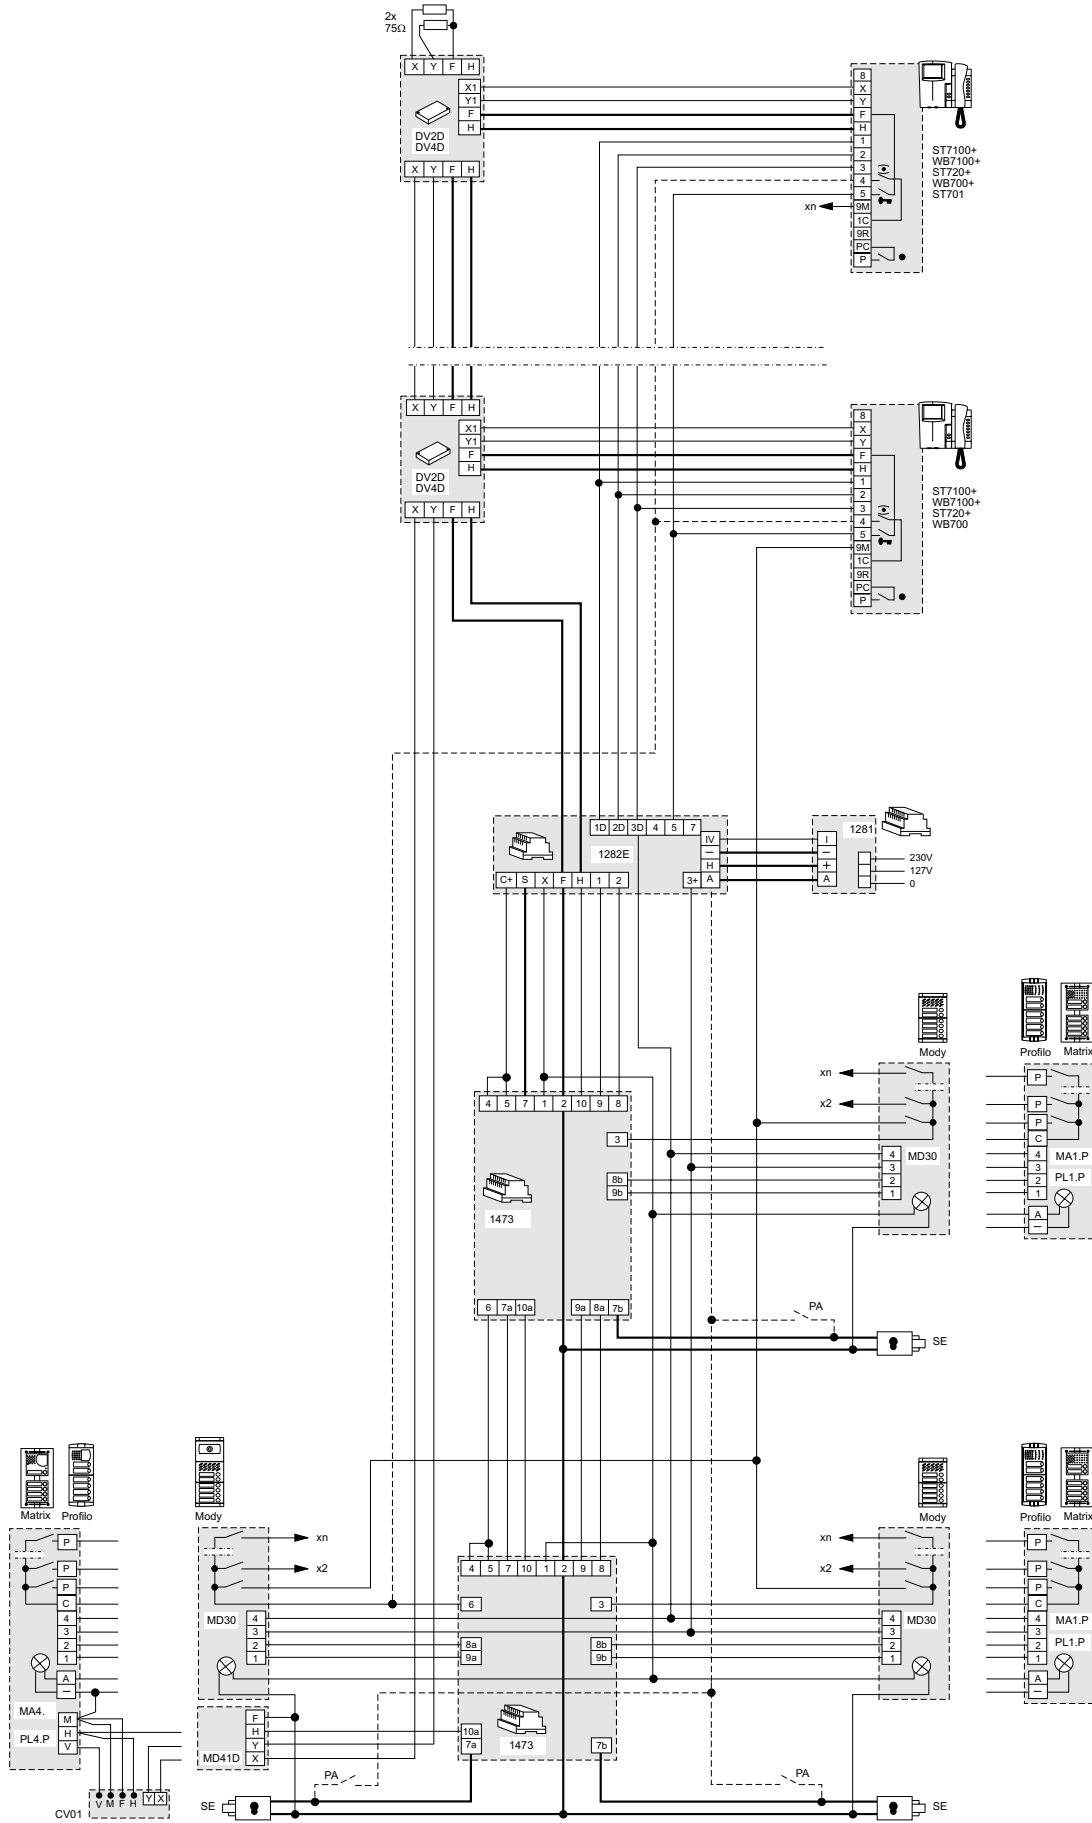 2x
75Ω
X Y F H
X1
Y1
F
H
DV2D
DV4D
X Y F H
8
X
Y
F
H
1
2
3
4
5
9M
1C
9R
PC
P
xn
ST7100+
WB7100+
ST720+
WB700+
ST701
X Y F H
X1
Y1
F
H
DV2D
DV4D
X Y F H
8
X
Y
F
H
1
2
3
4
5
9M
1C
9R
PC
P
ST7100+
WB7100+
ST720+
WB700
1D 2D 3D 4 5 7
1282E
IV
–
H
A
C+ S X F H 1 2 3+
1281
I
–
+
A
230V
127V
0
Mody
xn
x2
MD30
4
3
2
1
Profilo Matrix
P
P
P
C
4
3
2
1
A
–
MA1.P
PL1.P
4 5 7 1 2 10 9 8
3
8b
9b
1473
6 7a 10a 9a 8a 7b
PA
SE
Matrix Profilo
P
P
P
C
4
3
2
1
A
–
MA4.
M
H
V
PL4.P
V M F H Y X
CV01
Mody
xn
x2
MD30
4
3
2
1
F
H
Y
X
MD41D
4 5 7 10 1 2 9 8
6
3
8a
9a
8b
9b
10a
7a
1473
7b
PA
SE
PA
SE
Mody
xn
x2
MD30
4
3
2
1
Profilo Matrix
P
P
P
C
4
3
2
1
A
–
MA1.P
PL1.P